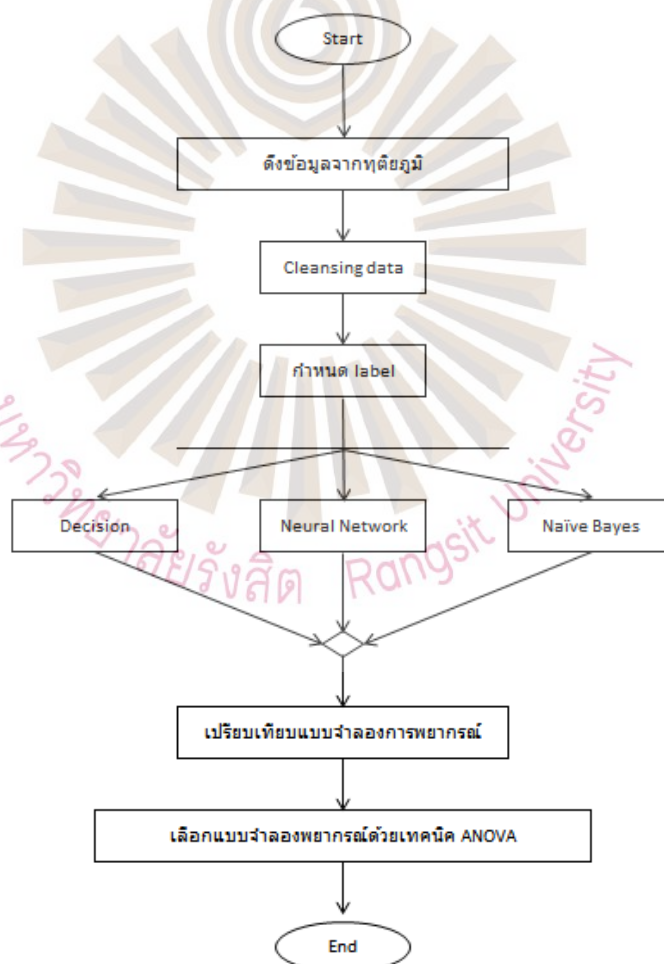 Start
ดึงข้อมูลจากทุติยภูมิ
Cleansing data
กำหนด label
Decision
Neural Network
Naïve Bayes
มหาวิทยาลัยรังสิต Rangsit University
เปรียบเทียบแบบจำลองการพยากรณ์
เลือกแบบจำลองพยากรณ์ด้วยเทคนิค ANOVA
End